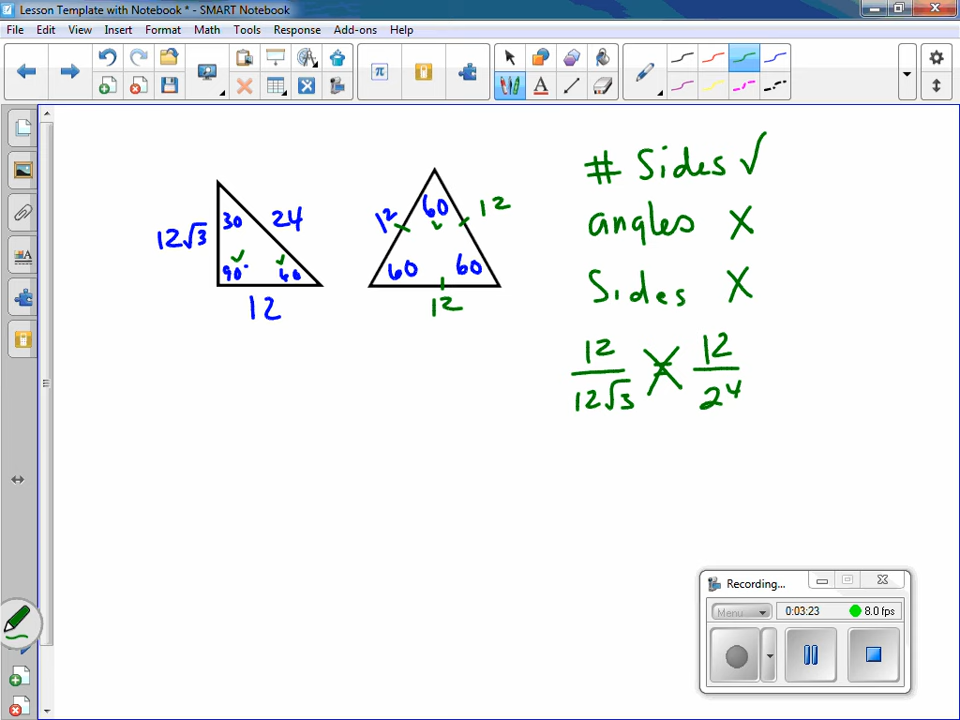 Lesson Template with Notebook * - SMART Notebook
File Edit View Insert Format Math Tools Response Add-ons Help
π
A
# Sides ✓
angles X
Sides X
12/12√3 = 12/24
12√3
30
24
90°
60
12
12
60
12
60
60
12
Recording...
Menu
0:03:23
8.0 fps